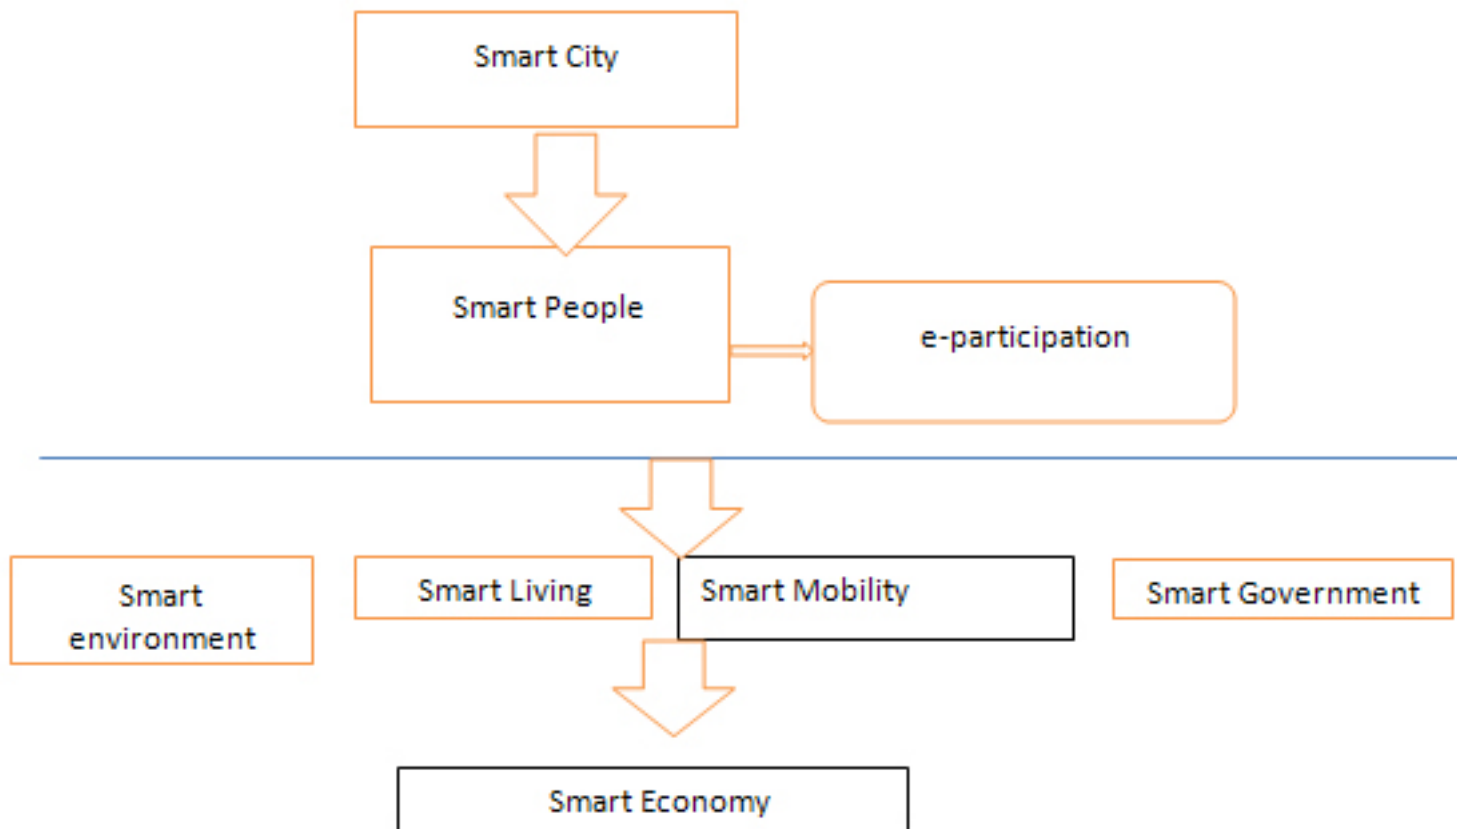 Smart City
Smart People
e-participation
Smart
environment
Smart Living
Smart Mobility
Smart Government
Smart Economy